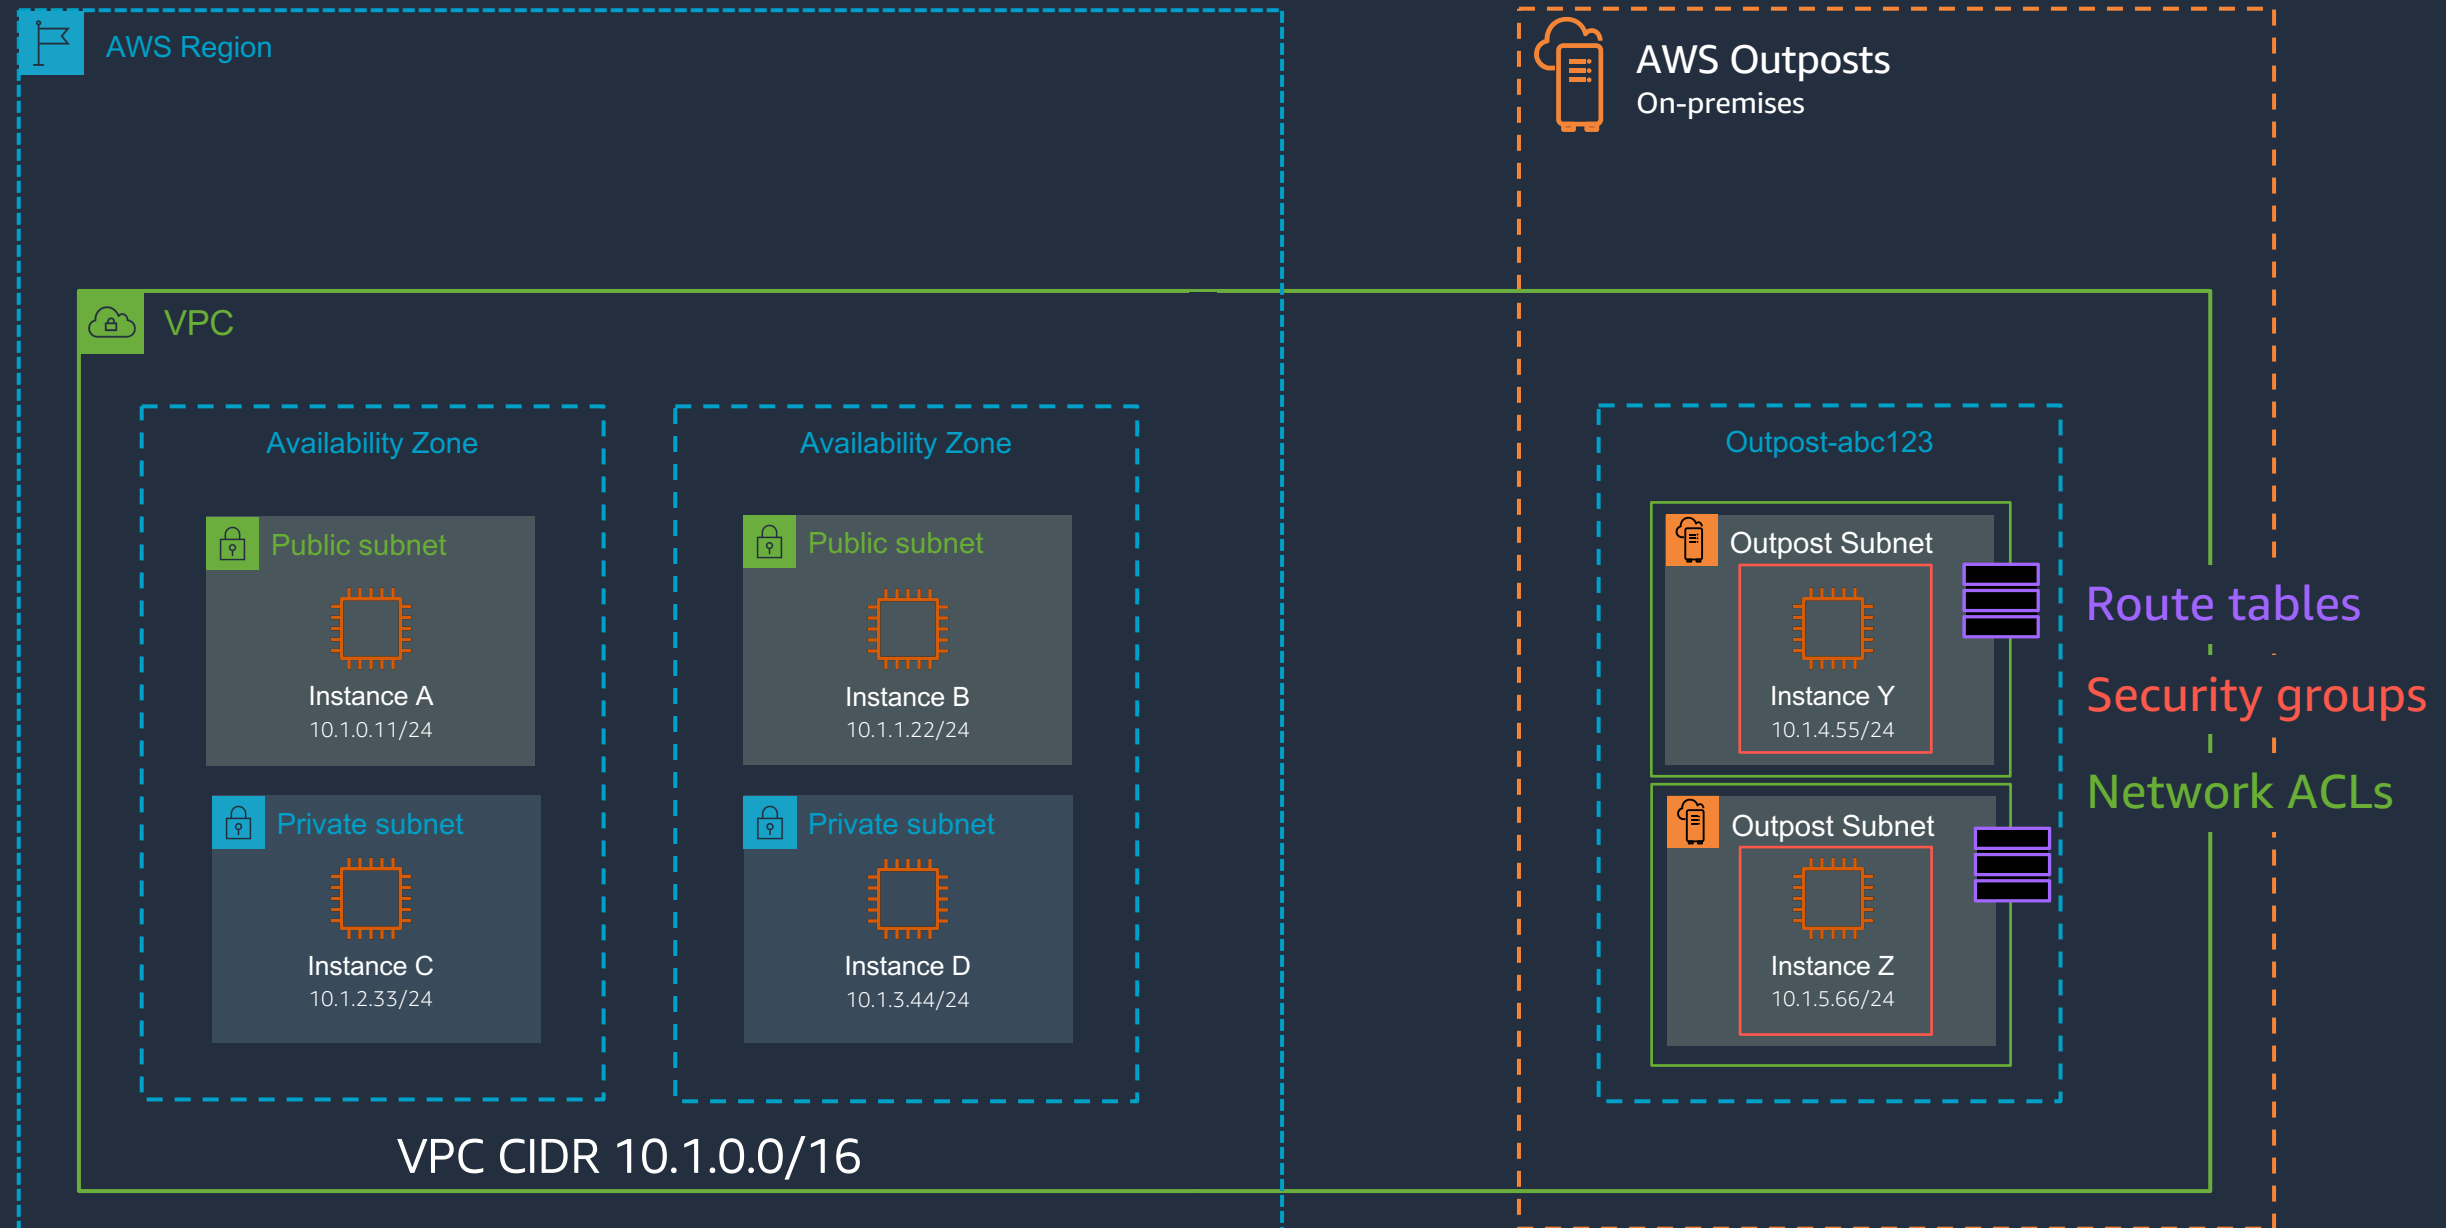 AWS Region
AWS Outposts
On-premises
VPC
Availability Zone
Public subnet
Instance A
10.1.0.11/24
Private subnet
Instance C
10.1.2.33/24
Availability Zone
Public subnet
Instance B
10.1.1.22/24
Private subnet
Instance D
10.1.3.44/24
Outpost-abc123
Outpost Subnet
Instance Y
10.1.4.55/24
Outpost Subnet
Instance Z
10.1.5.66/24
Route tables
Security groups
Network ACLs
VPC CIDR 10.1.0.0/16